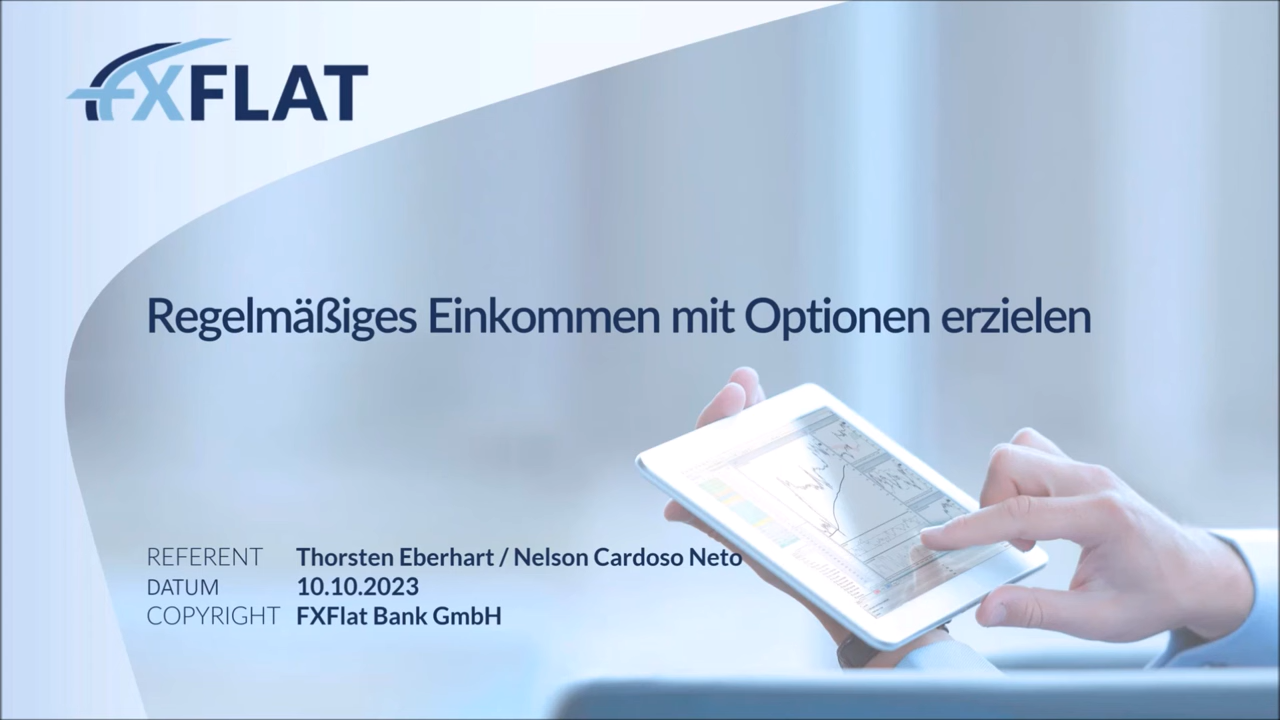 FXFLAT
Regelmäßiges Einkommen mit Optionen erzielen
REFERENT Thorsten Eberhart / Nelson Cardoso Neto
DATUM 10.10.2023
COPYRIGHT FXFlat Bank GmbH